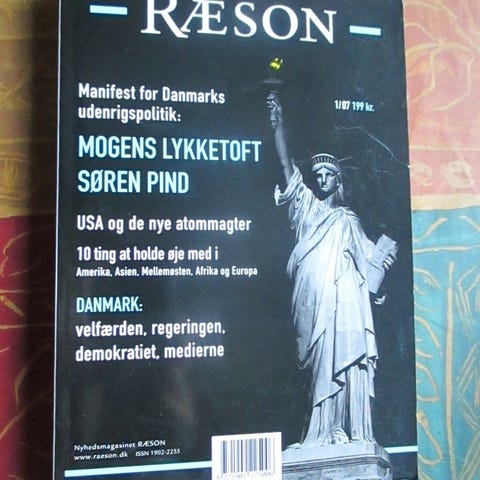 RÆSON
Manifest for Danmarks
udenrigspolitik:
1/07 199 kr.
MOGENS LYKKETOFT
SØREN PIND
USA og de nye atommagter
10 ting at holde øje med i
Amerika, Asien, Mellemøsten, Afrika og Europa
DANMARK:
velfærden, regeringen,
demokratiet, medierne
Nyhedsmagasinet RÆSON
www.raeson.dk ISSN 1902-2255